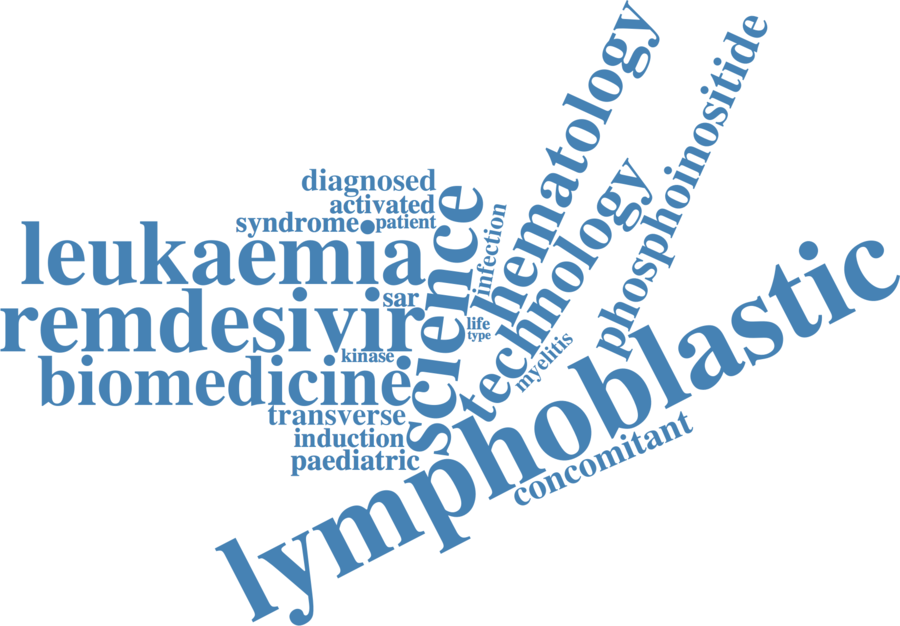 hematology
phosphoinositide
technology
diagnosed
activated
syndrome
patient
science
infection
leukaemia
sar
remdesivir
life
type
kinase
myelitis
biomedicine
lymphoblastic
transverse
induction
paediatric
concomitant